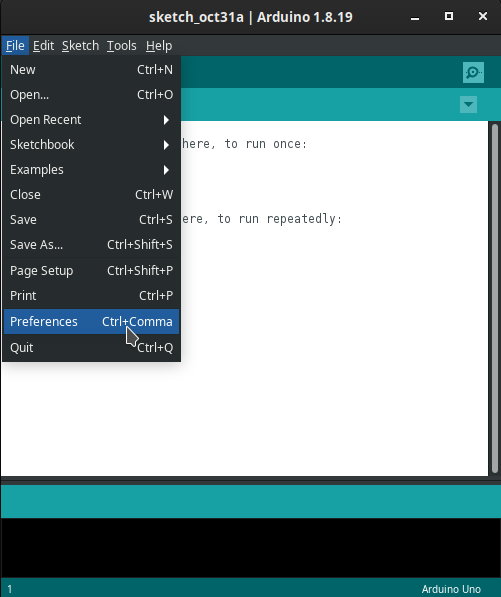 sketch_oct31a | Arduino 1.8.19
File Edit Sketch Tools Help
New Ctrl+N
Open... Ctrl+O
Open Recent
Sketchbook
Examples
Close Ctrl+W
Save Ctrl+S
Save As... Ctrl+Shift+S
Page Setup Ctrl+Shift+P
Print Ctrl+P
Preferences Ctrl+Comma
Quit Ctrl+Q
here, to run once:
ere, to run repeatedly:
1 Arduino Uno